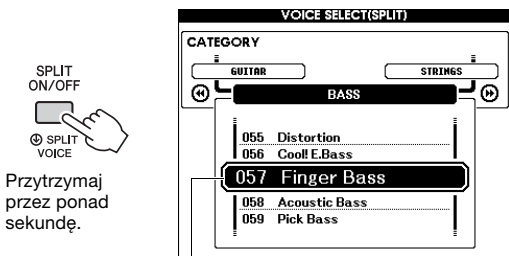 VOICE SELECT(SPLIT)
CATEGORY
GUITAR
STRINGS
BASS
055 Distortion
056 Cool! E.Bass
057 Finger Bass
058 Acoustic Bass
059 Pick Bass
SPLIT
ON/OFF
SPLIT
VOICE
Przytrzymaj
przez ponad
sekundę.